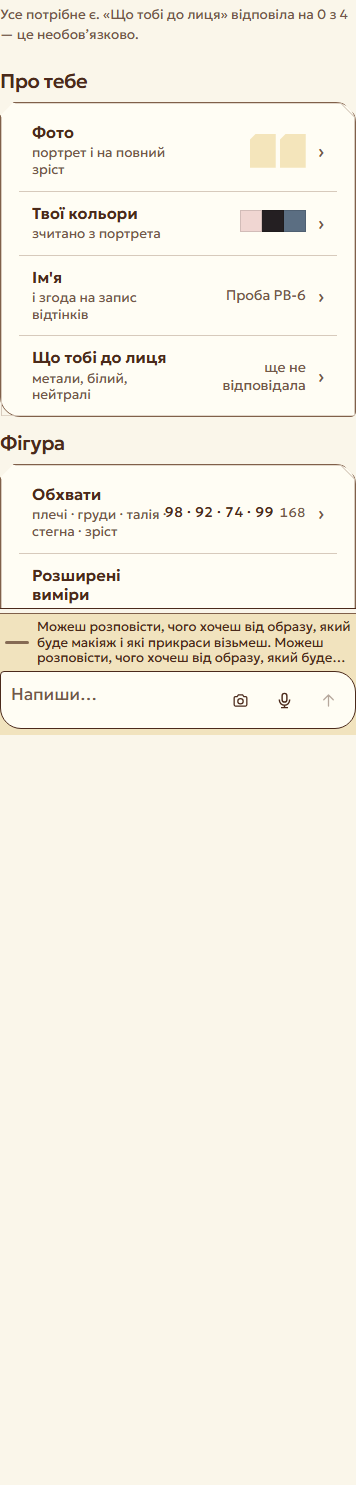 Усе потрібне є. «Що тобі до лиця» відповіла на 0 з 4
— це необов’язково.
Про тебе
Фото
портрет і на повний
зріст
Твої кольори
зчитано з портрета
Ім'я
і згода на запис
відтінків
Проба РВ-6
Що тобі до лиця
метали, білий,
нейтралі
ще не
відповідала
Фігура
Обхвати
плечі · груди · талія ·
стегна · зріст
98 · 92 · 74 · 99 168
Розширені
виміри
Можеш розповісти, чого хочеш від образу, який
буде макіяж і які прикраси візьмеш. Можеш
розповісти, чого хочеш від образу, який буде…
Напиши…